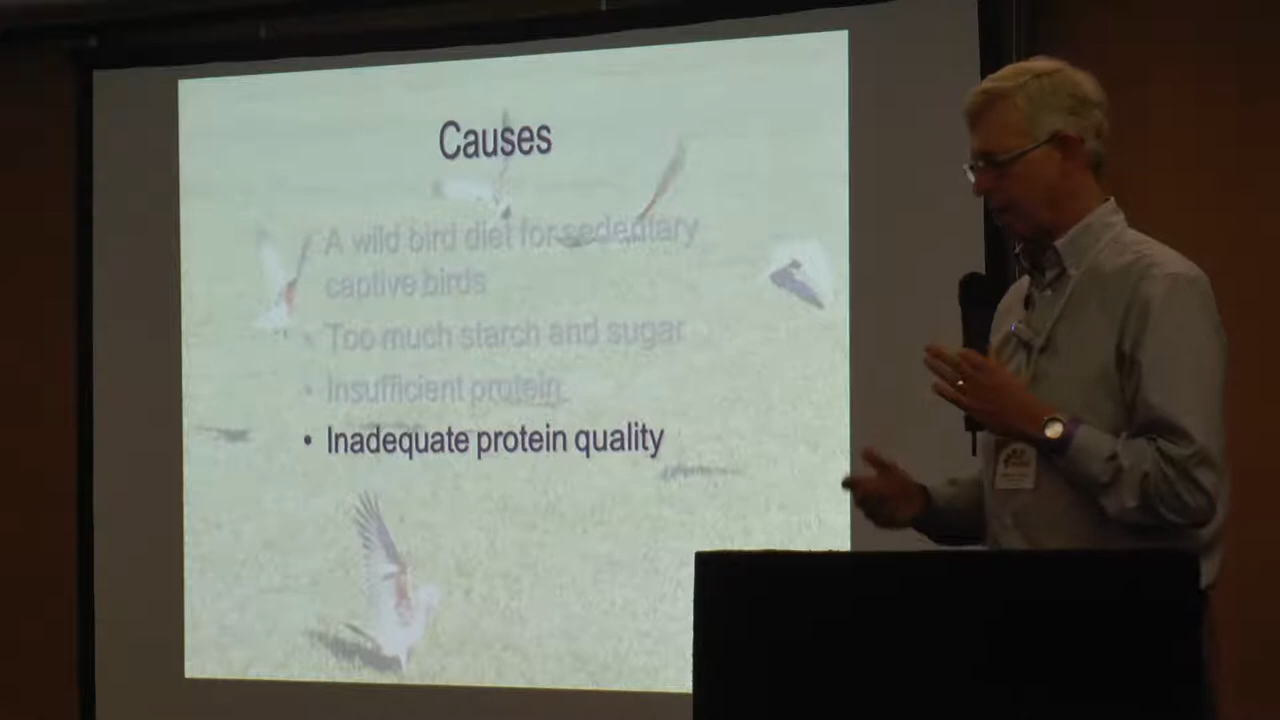 Causes
A wild bird diet for sedentary
captive birds
• Too much starch and sugar
• Insufficient protein
• Inadequate protein quality